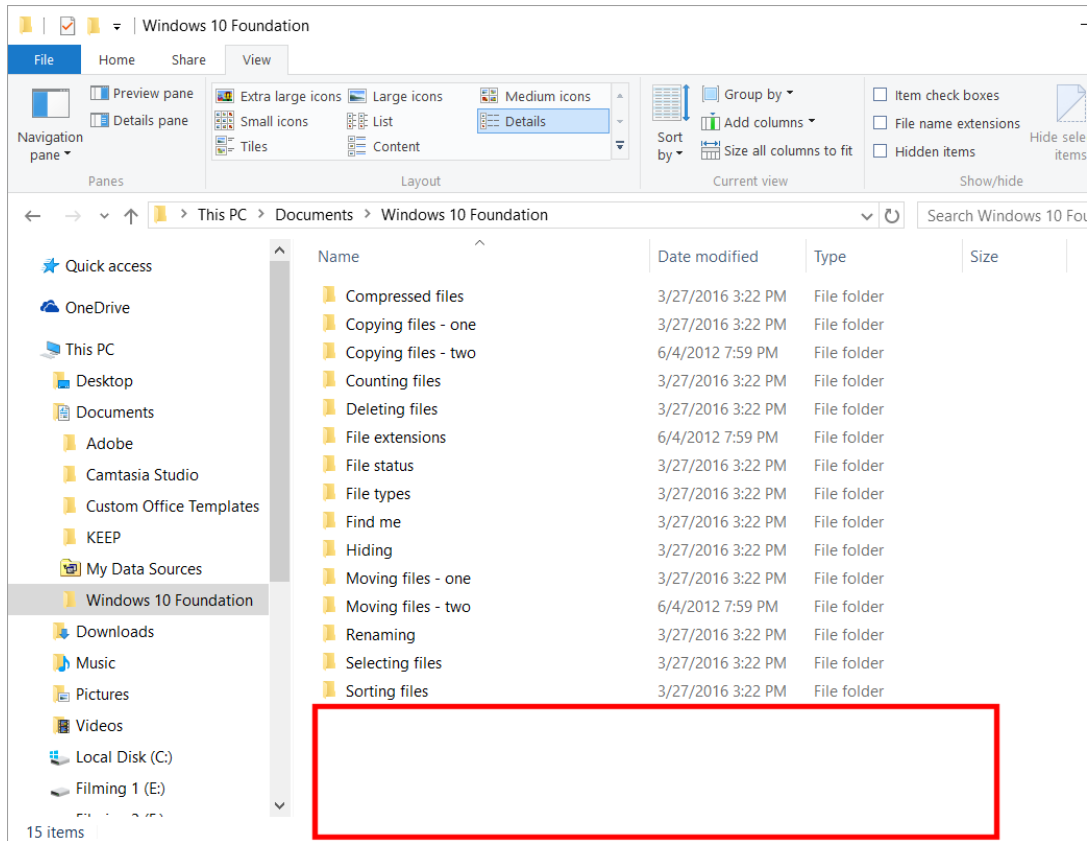 Windows 10 Foundation
File Home Share View
Navigation pane
Preview pane
Details pane
Panes
Extra large icons Large icons Medium icons
Small icons List Details
Tiles Content
Layout
Sort by
Group by
Add columns
Size all columns to fit
Current view
Item check boxes
File name extensions
Hidden items
Hide sele
items
Show/hide
This PC > Documents > Windows 10 Foundation
Search Windows 10 Fou
Quick access
OneDrive
This PC
Desktop
Documents
Adobe
Camtasia Studio
Custom Office Templates
KEEP
My Data Sources
Windows 10 Foundation
Downloads
Music
Pictures
Videos
Local Disk (C:)
Filming 1 (E:)
Name Date modified Type Size
Compressed files 3/27/2016 3:22 PM File folder
Copying files - one 3/27/2016 3:22 PM File folder
Copying files - two 6/4/2012 7:59 PM File folder
Counting files 3/27/2016 3:22 PM File folder
Deleting files 3/27/2016 3:22 PM File folder
File extensions 6/4/2012 7:59 PM File folder
File status 3/27/2016 3:22 PM File folder
File types 3/27/2016 3:22 PM File folder
Find me 3/27/2016 3:22 PM File folder
Hiding 3/27/2016 3:22 PM File folder
Moving files - one 3/27/2016 3:22 PM File folder
Moving files - two 6/4/2012 7:59 PM File folder
Renaming 3/27/2016 3:22 PM File folder
Selecting files 3/27/2016 3:22 PM File folder
Sorting files 3/27/2016 3:22 PM File folder
15 items